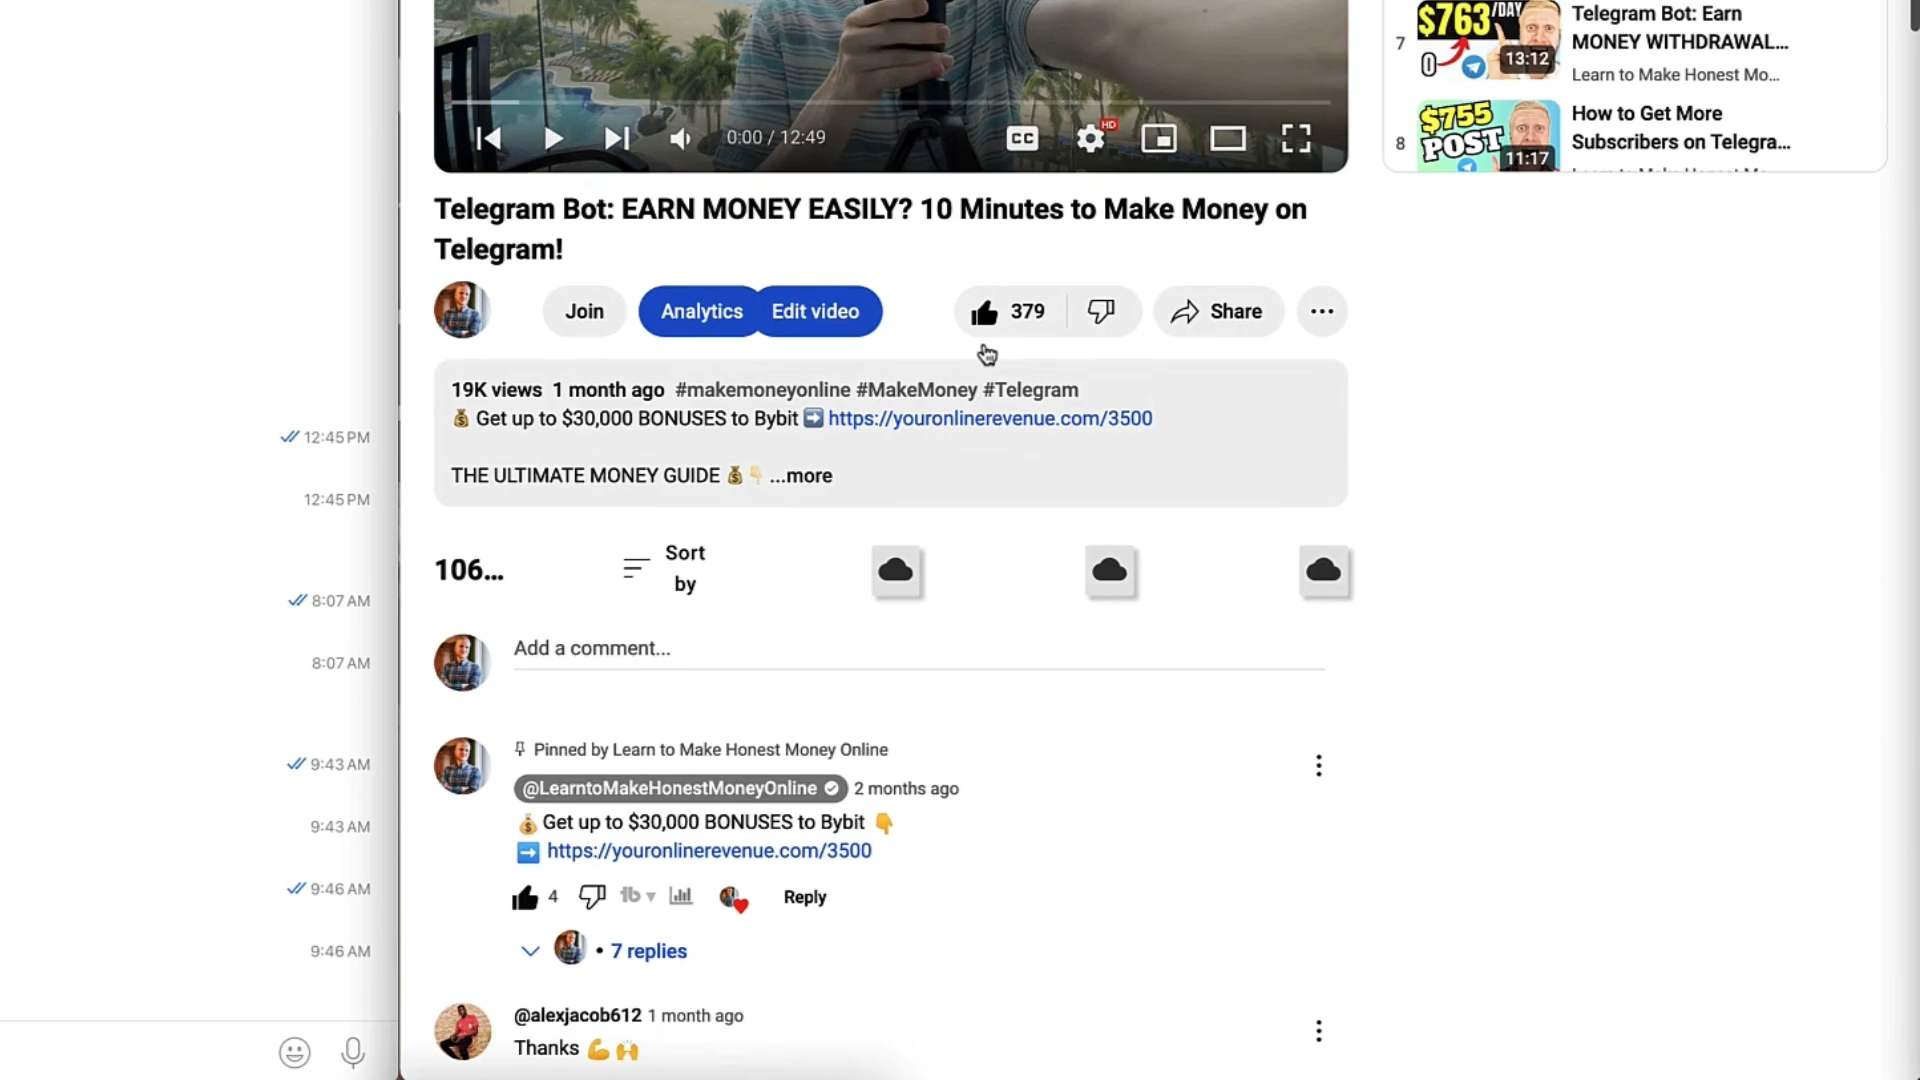 12:45 PM
12:45 PM
8:07 AM
8:07 AM
9:43 AM
9:43 AM
9:46 AM
9:46 AM
0:00 / 12:49
CC
HD
Telegram Bot: EARN MONEY EASILY? 10 Minutes to Make Money on
Telegram!
Join
Analytics
Edit video
379
Share
19K views 1 month ago #makemoneyonline #MakeMoney #Telegram
💰 Get up to $30,000 BONUSES to Bybit ➡️ https://youronlinerevenue.com/3500
THE ULTIMATE MONEY GUIDE 💰👇 ...more
106...
Sort
by
Add a comment...
Pinned by Learn to Make Honest Money Online
@LearntoMakeHonestMoneyOnline 2 months ago
💰 Get up to $30,000 BONUSES to Bybit 👇
➡️ https://youronlinerevenue.com/3500
4
Reply
• 7 replies
@alexjacob612 1 month ago
Thanks 💪 🙌
7
$763/DAY
0
13:12
Telegram Bot: Earn
MONEY WITHDRAWAL...
Learn to Make Honest Mo...
8
$755
POST
11:17
How to Get More
Subscribers on Telegra...